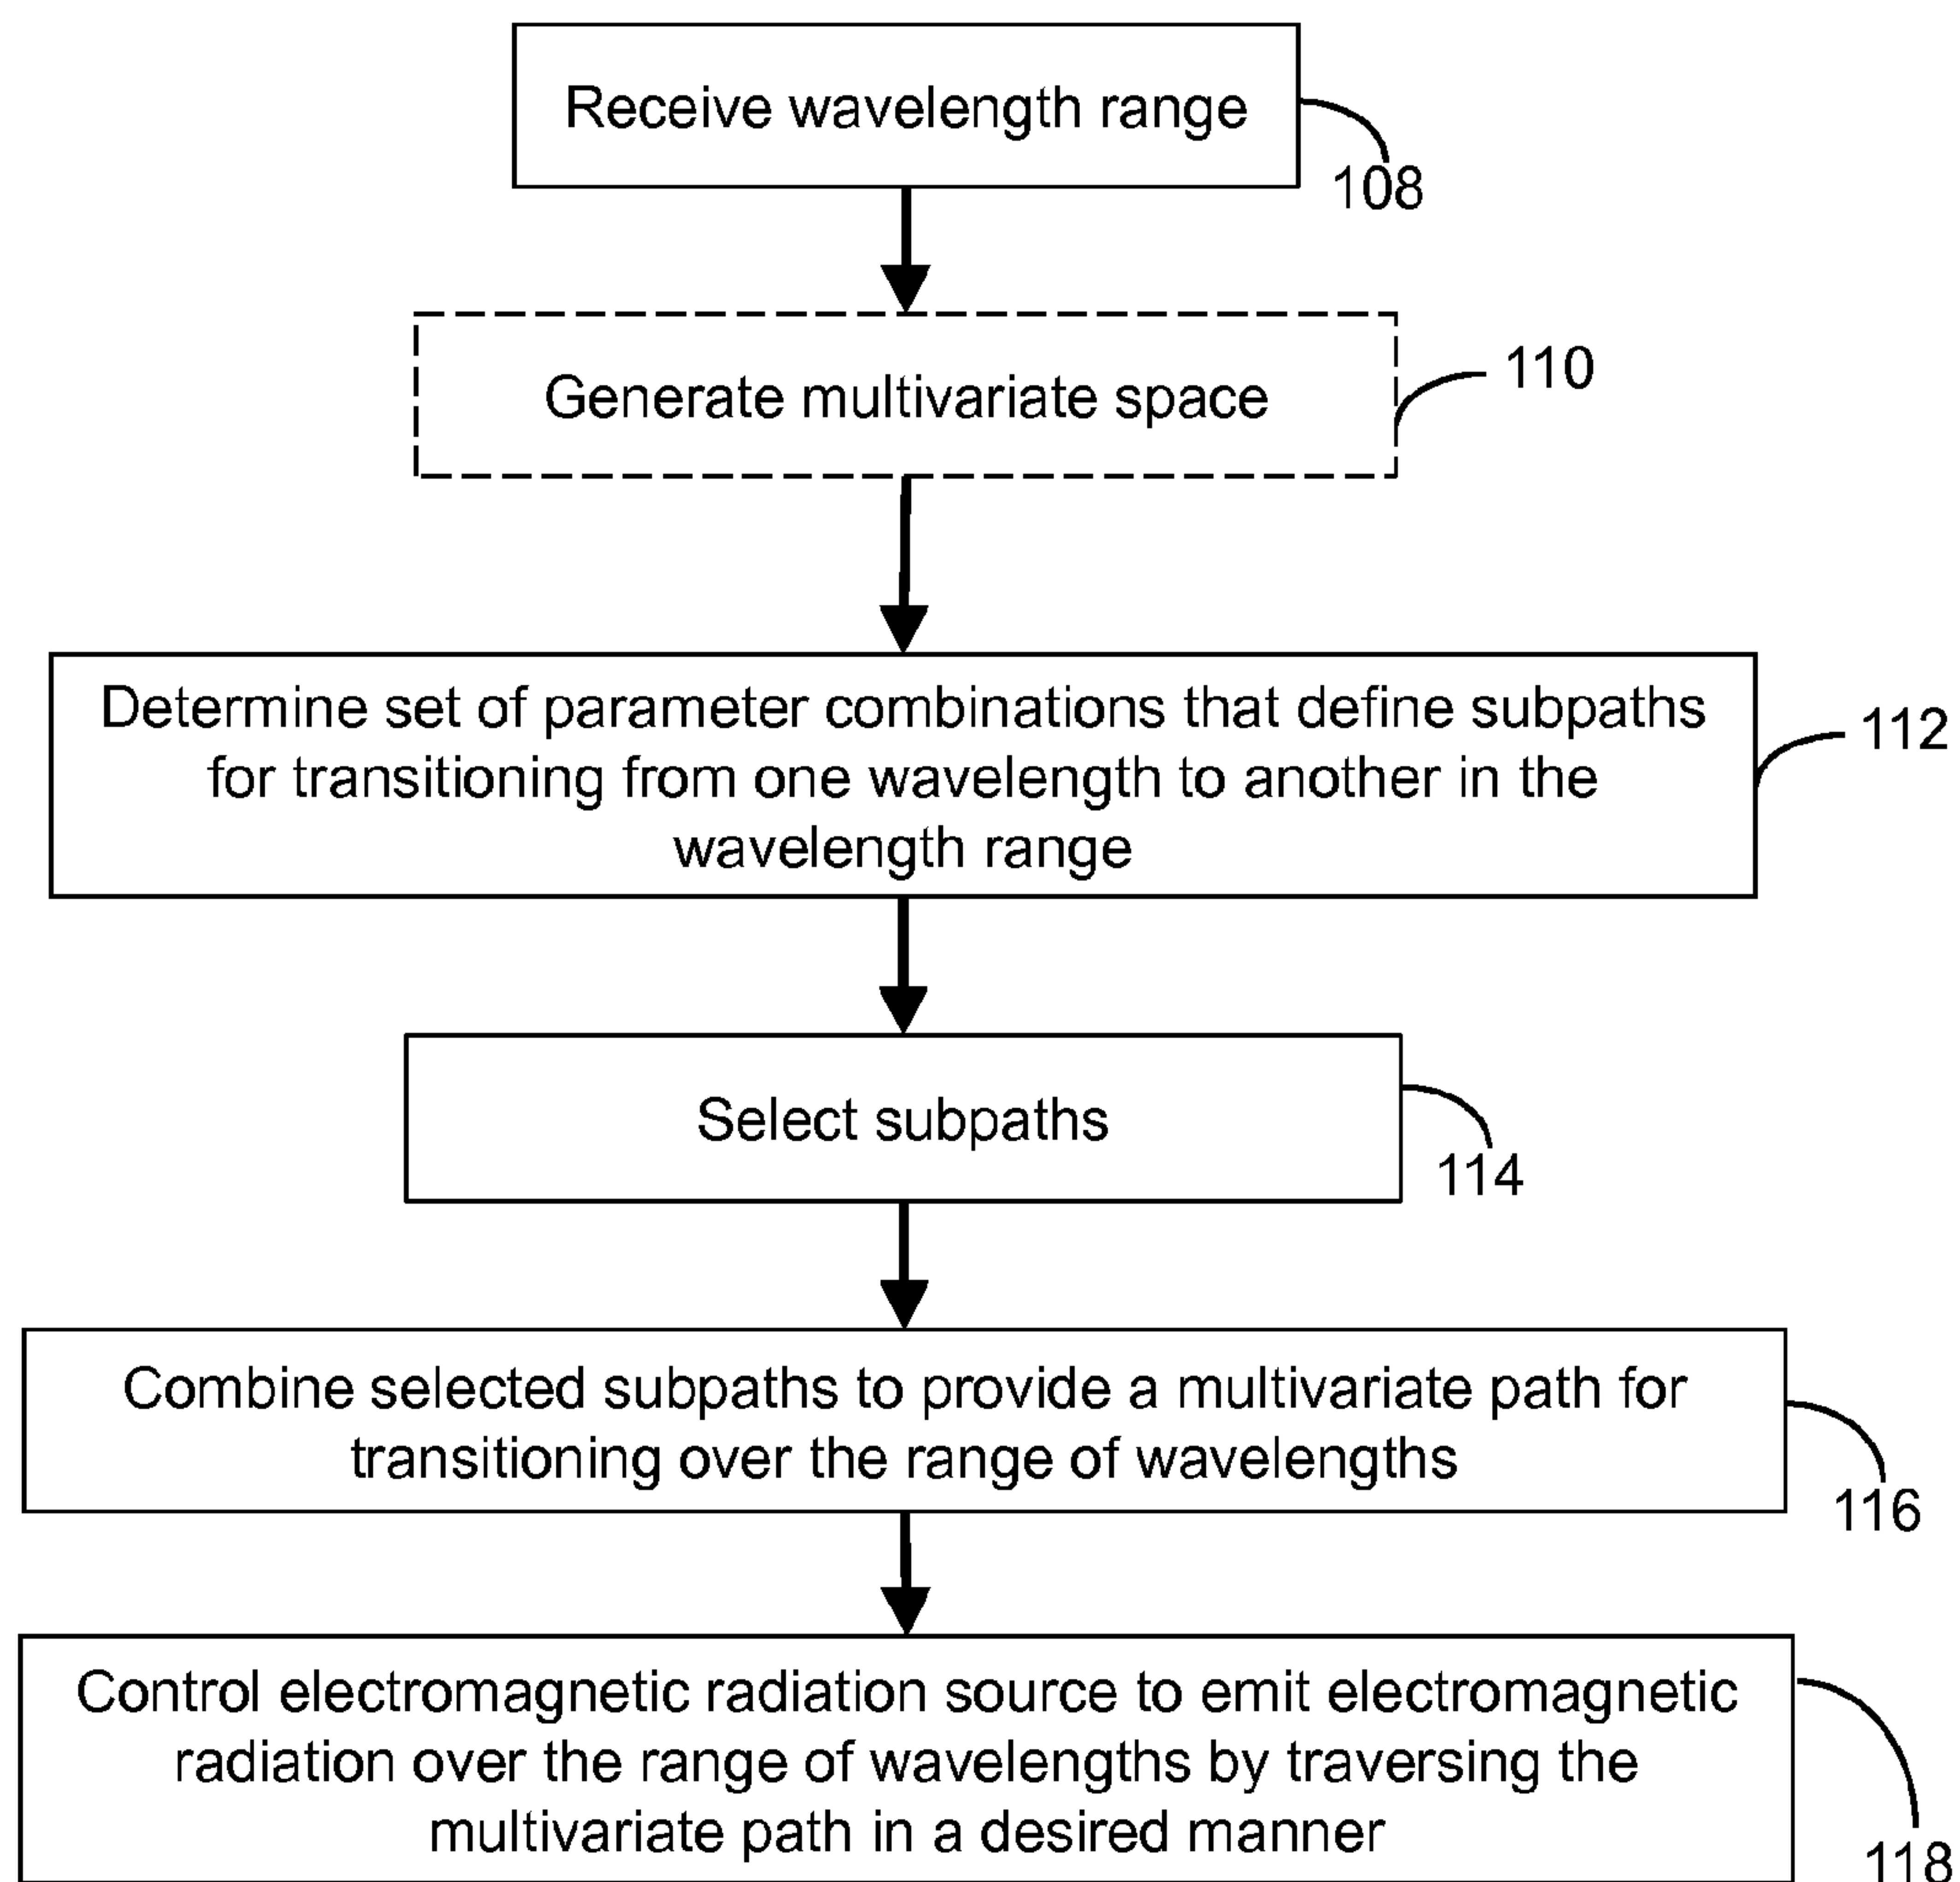 Receive wavelength range
108
Generate multivariate space
110
Determine set of parameter combinations that define subpaths
for transitioning from one wavelength to another in the
wavelength range
112
Select subpaths
114
Combine selected subpaths to provide a multivariate path for
transitioning over the range of wavelengths
116
Control electromagnetic radiation source to emit electromagnetic
radiation over the range of wavelengths by traversing the
multivariate path in a desired manner
118